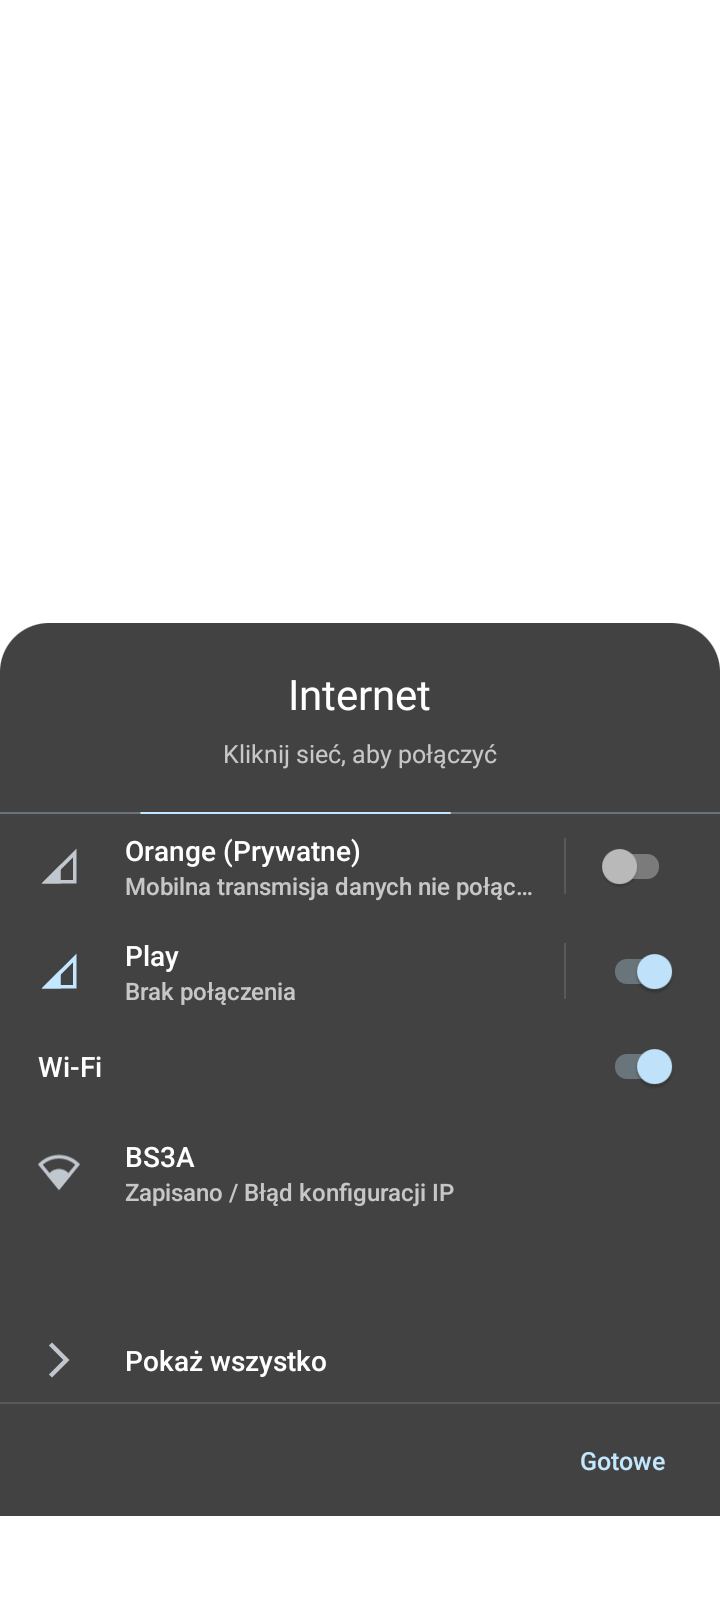 Internet
Kliknij sieć, aby połączyć
Orange (Prywatne)
Mobilna transmisja danych nie połąc...
Play
Brak połączenia
Wi-Fi
BS3A
Zapisano / Błąd konfiguracji IP
Pokaż wszystko
Gotowe